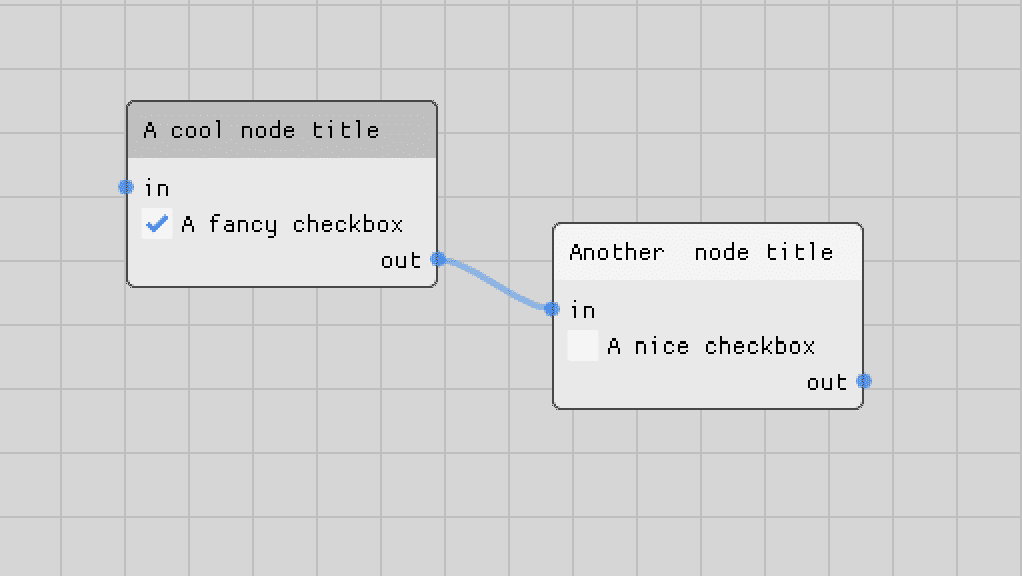 A cool node title
in
A fancy checkbox
out
Another  node title
in
A nice checkbox
out